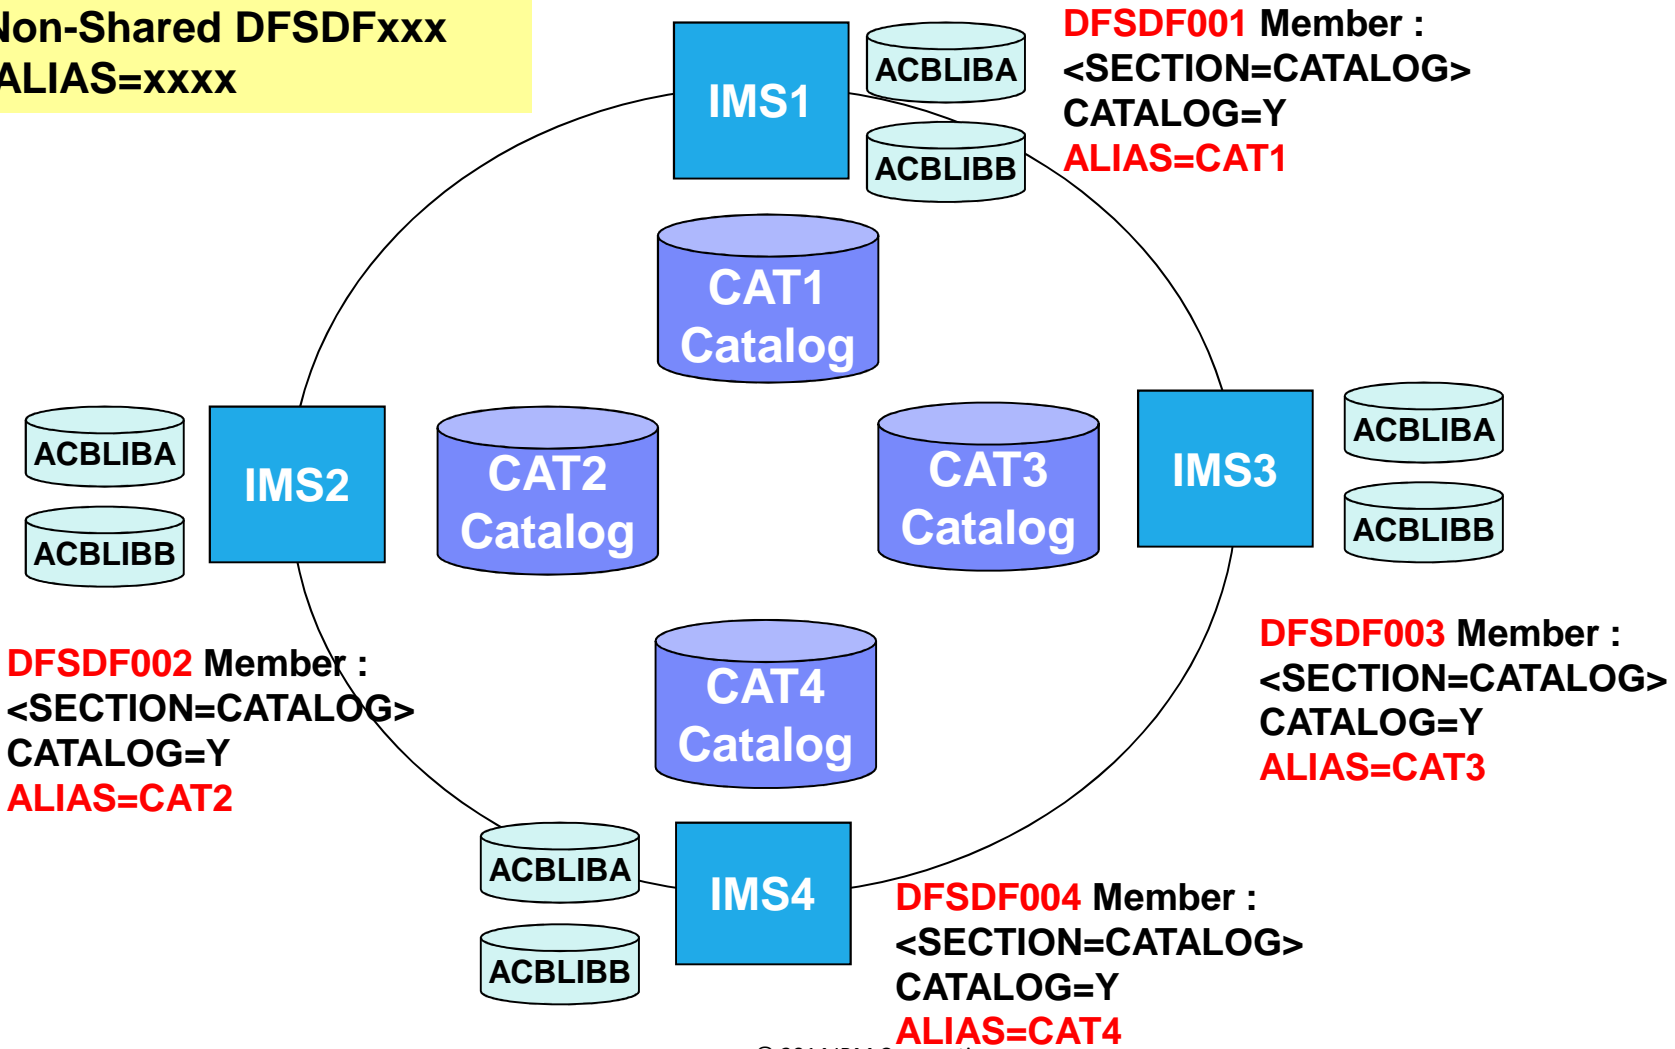 Non-Shared DFSDFxxx
ALIAS=xxxx
IMS1
ACBLIBA
ACBLIBB
DFSDF001 Member :
<SECTION=CATALOG>
CATALOG=Y
ALIAS=CAT1
CAT1
Catalog
ACBLIBA
ACBLIBB
IMS2
CAT2
Catalog
CAT3
Catalog
IMS3
ACBLIBA
ACBLIBB
DFSDF002 Member :
<SECTION=CATALOG>
CATALOG=Y
ALIAS=CAT2
CAT4
Catalog
DFSDF003 Member :
<SECTION=CATALOG>
CATALOG=Y
ALIAS=CAT3
ACBLIBA
ACBLIBB
IMS4
DFSDF004 Member :
<SECTION=CATALOG>
CATALOG=Y
ALIAS=CAT4